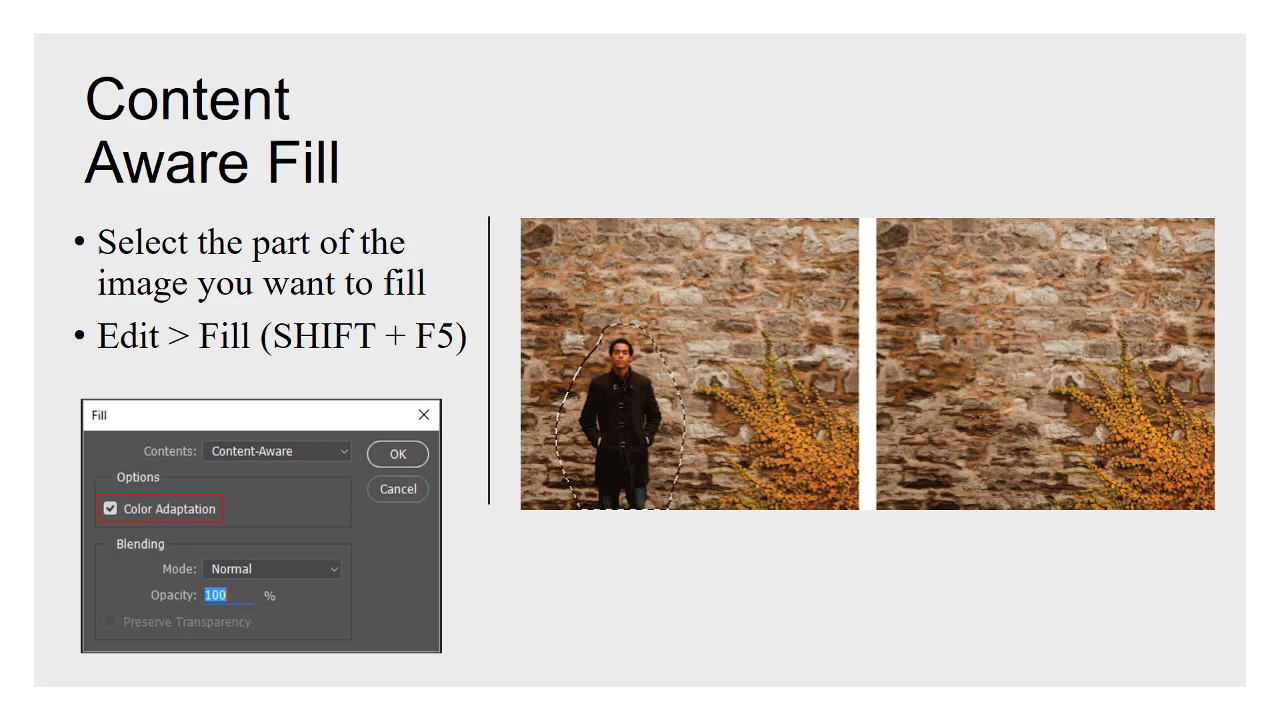 Content
Aware Fill
• Select the part of the
image you want to fill
• Edit > Fill (SHIFT + F5)
Fill
Contents: Content-Aware
OK
Options
Cancel
Color Adaptation
Blending
Mode: Normal
Opacity: 100 %
Preserve Transparency